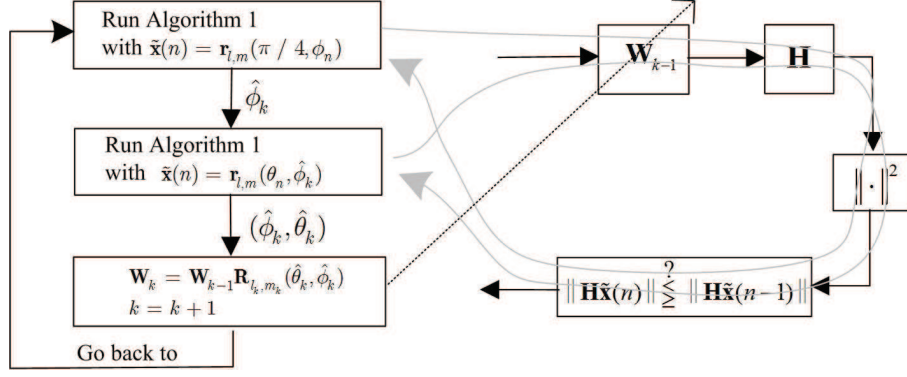 Run Algorithm 1
with x̃(n) = r_{l,m}(π / 4, ϕ_n)
ϕ̂_k
Run Algorithm 1
with x̃(n) = r_{l,m}(θ_n, ϕ̂_k)
(ϕ̂_k, θ̂_k)
W_k = W_{k−1}R_{l_k,m_k}(θ̂_k, ϕ̂_k)
k = k + 1
Go back to
W_{k−1}
H
‖ · ‖²
?
‖Hx̃(n)‖ ≶ ‖Hx̃(n−1)‖